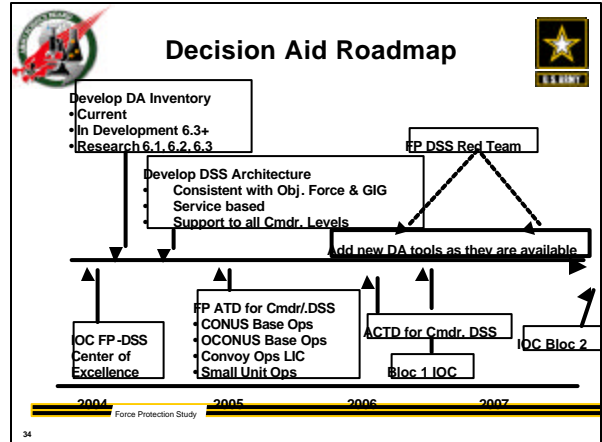 Decision Aid Roadmap
U.S. ARMY
Develop DA Inventory
• Current
• In Development 6.3+
• Research 6.1, 6.2, 6.3
FP DSS Red Team
Develop DSS Architecture
• Consistent with Obj. Force & GIG
• Service based
• Support to all Cmdr. Levels
Add new DA tools as they are available
IOC FP-DSS
Center of
Excellence
FP ATD for Cmdr/.DSS
• CONUS Base Ops
• OCONUS Base Ops
• Convoy Ops LIC
• Small Unit Ops
ACTD for Cmdr. DSS
Bloc 1 IOC
IOC Bloc 2
2004 2005 2006 2007
Force Protection Study
34